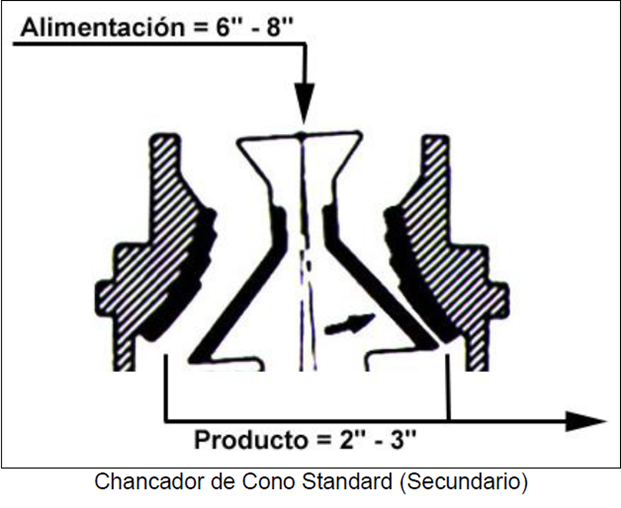 Alimentación = 6" - 8"
Producto = 2" - 3"
Chancador de Cono Standard (Secundario)